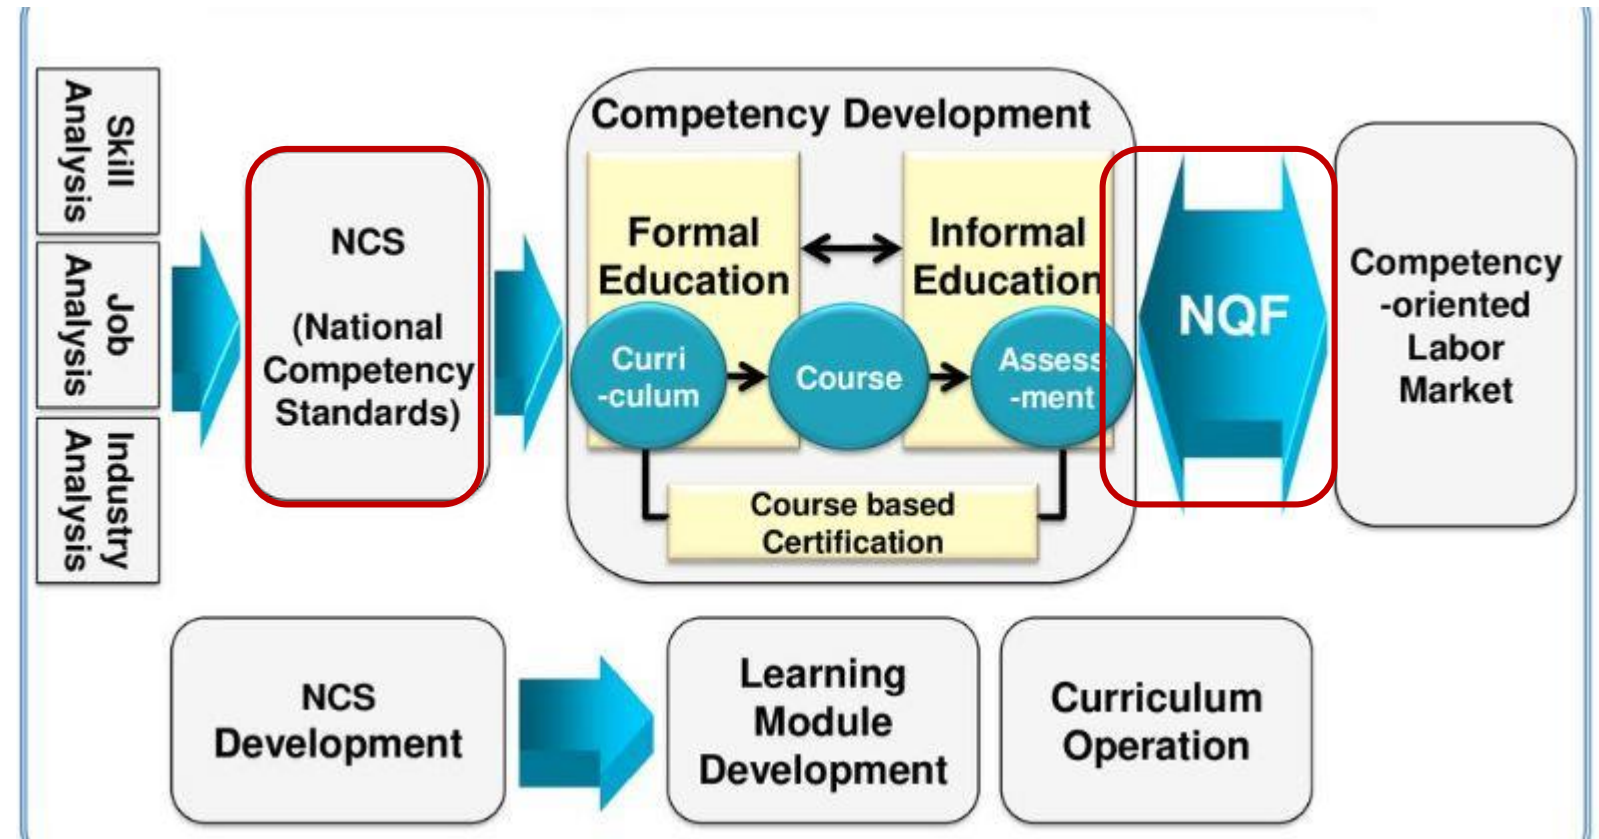 Skill
Analysis
Job
Analysis
Industry
Analysis
NCS
(National
Competency
Standards)
Competency Development
Formal
Education
Informal
Education
Curri
-culum
Course
Assess
-ment
Course based
Certification
NQF
Competency
-oriented
Labor
Market
NCS
Development
Learning
Module
Development
Curriculum
Operation